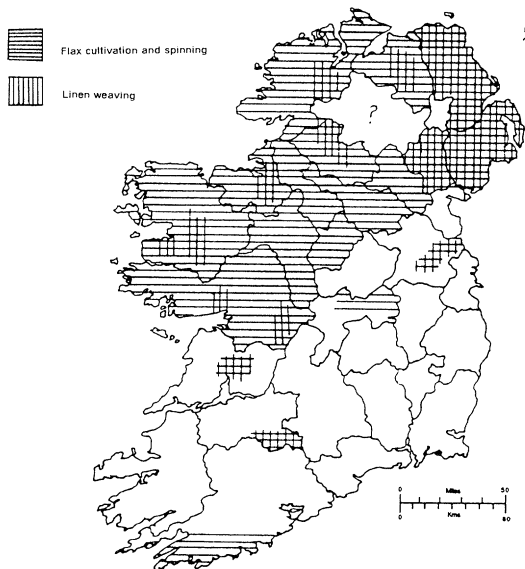 Flax cultivation and spinning
Linen weaving
?
Miles
0 50
Kms
0 80